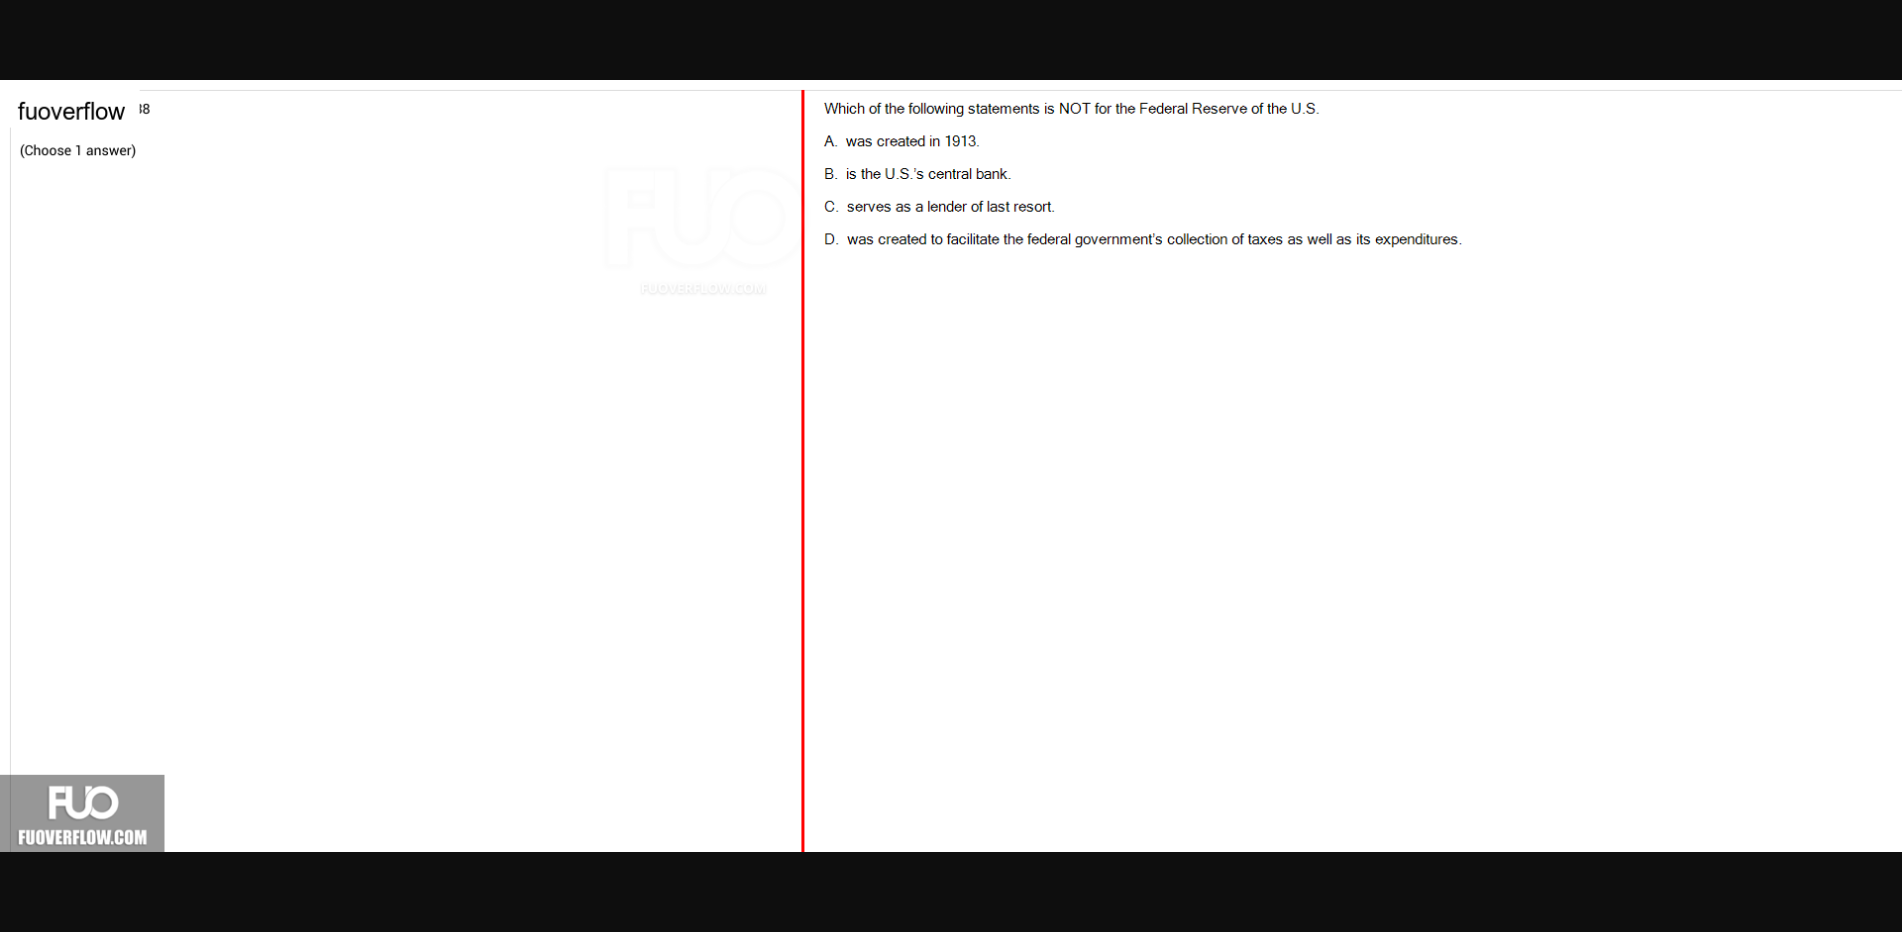 fuoverflow
38
(Choose 1 answer)
FUO
FUOVERFLOW.COM
Which of the following statements is NOT for the Federal Reserve of the U.S.
A. was created in 1913.
B. is the U.S.'s central bank.
C. serves as a lender of last resort.
D. was created to facilitate the federal government's collection of taxes as well as its expenditures.
FUO
FUOVERFLOW.COM